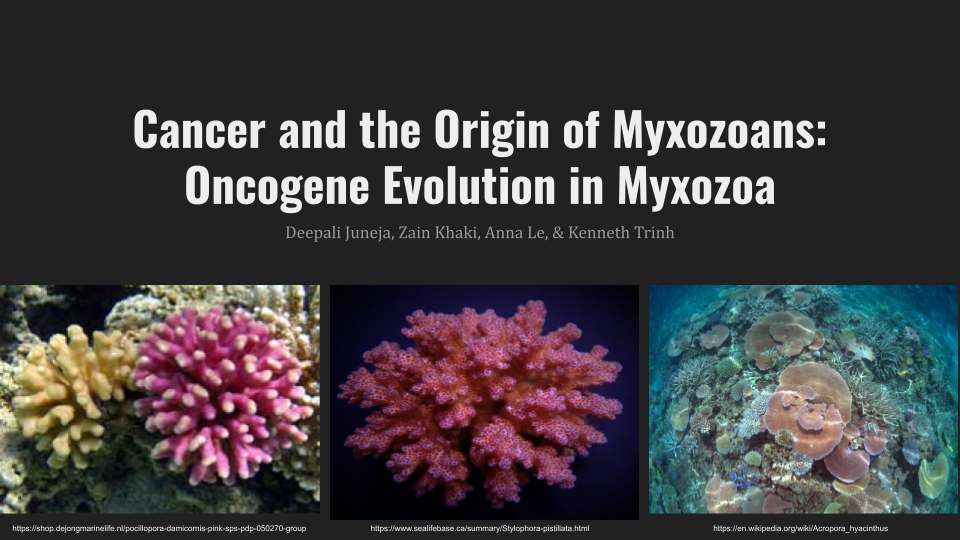 Cancer and the Origin of Myxozoans:
Oncogene Evolution in Myxozoa
Deepali Juneja, Zain Khaki, Anna Le, & Kenneth Trinh
https://shop.dejongmarinelife.nl/pocillopora-damicornis-pink-sps-pdp-050270-group
https://www.sealifebase.ca/summary/Stylophora-pistillata.html
https://en.wikipedia.org/wiki/Acropora_hyacinthus